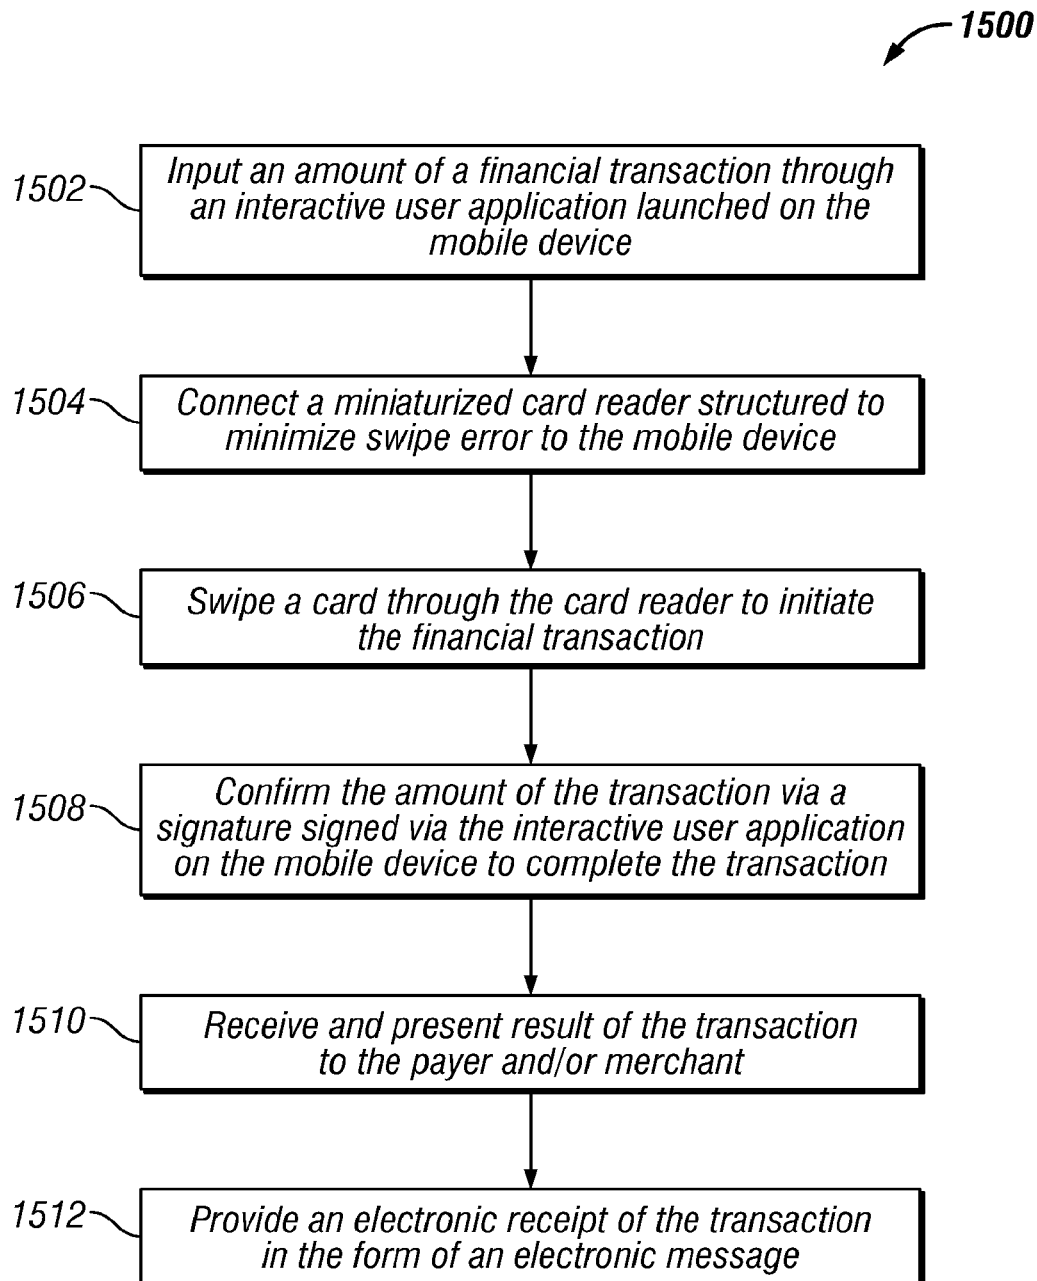 1500
1502
Input an amount of a financial transaction through
an interactive user application launched on the
mobile device
1504
Connect a miniaturized card reader structured to
minimize swipe error to the mobile device
1506
Swipe a card through the card reader to initiate
the financial transaction
1508
Confirm the amount of the transaction via a
signature signed via the interactive user application
on the mobile device to complete the transaction
1510
Receive and present result of the transaction
to the payer and/or merchant
1512
Provide an electronic receipt of the transaction
in the form of an electronic message